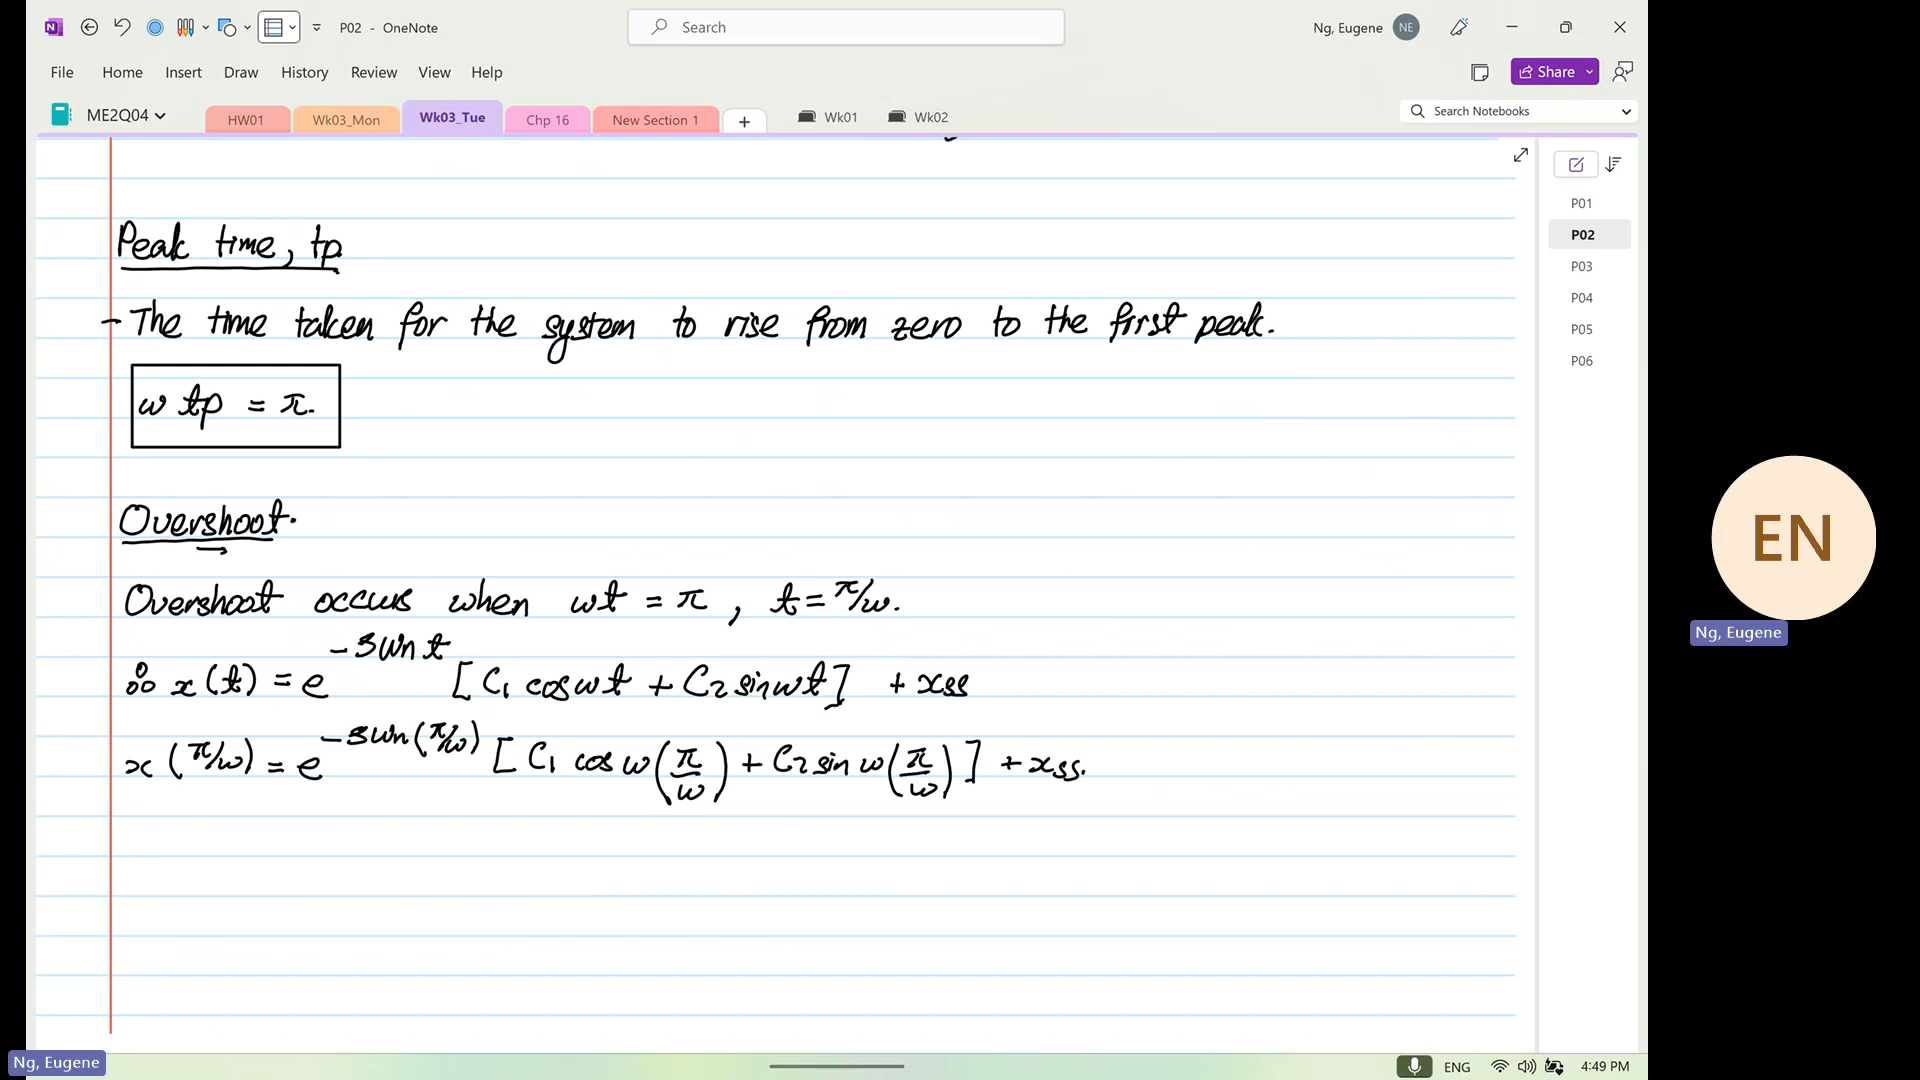 P02 - OneNote
Search
Ng, Eugene
NE
File Home Insert Draw History Review View Help
Share
ME2Q04
HW01
Wk03_Mon
Wk03_Tue
Chp 16
New Section 1
+
Wk01
Wk02
Search Notebooks
P01
P02
P03
P04
P05
P06
Peak time, tp
- The time taken for the system to rise from zero to the first peak.
ω tp = π.
Overshoot.
Overshoot occurs when ωt = π, t = π/ω.
∴ x(t) = e^(-ζωn t) [C₁ cos ωt + C₂ sin ωt] + xss
x(π/ω) = e^(-ζωn(π/ω)) [C₁ cos ω(π/ω) + C₂ sin ω(π/ω)] + xss.
EN
Ng, Eugene
Ng, Eugene
ENG
4:49 PM